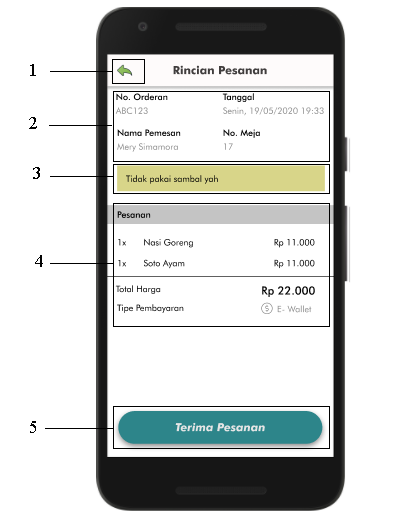 1
Rincian Pesanan
2
No. Orderan Tanggal
ABC123 Senin, 19/05/2020 19:33
Nama Pemesan No. Meja
Mery Simamora 17
3
Tidak pakai sambal yah
4
Pesanan
1x Nasi Goreng Rp 11.000
1x Soto Ayam Rp 11.000
Total Harga Rp 22.000
Tipe Pembayaran $ E- Wallet
5
Terima Pesanan